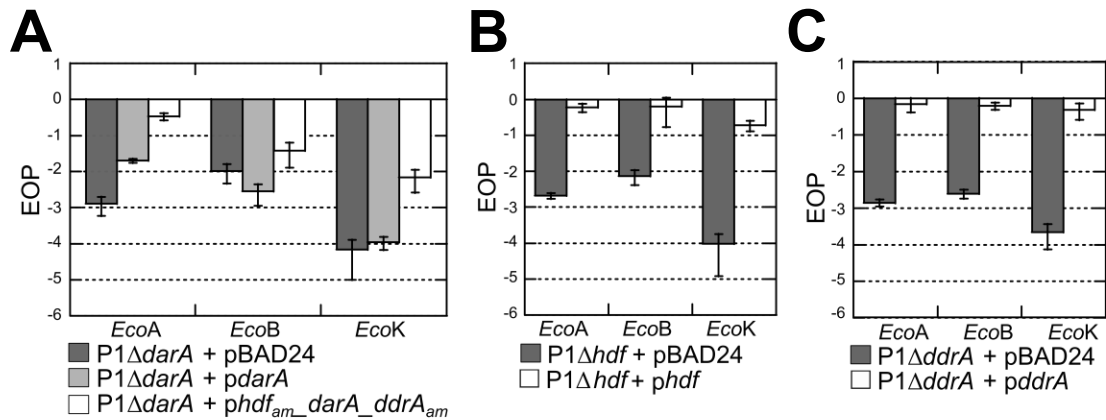 A
1
0
-1
-2
-3
-4
-5
-6
EOP
EcoA EcoB EcoK
P1ΔdarA + pBAD24
P1ΔdarA + pdarA
P1ΔdarA + phdfam_darA_ddrAam
B
1
0
-1
-2
-3
-4
-5
-6
EOP
EcoA EcoB EcoK
P1Δhdf + pBAD24
P1Δhdf + phdf
C
1
0
-1
-2
-3
-4
-5
-6
EOP
EcoA EcoB EcoK
P1ΔddrA + pBAD24
P1ΔddrA + pddrA